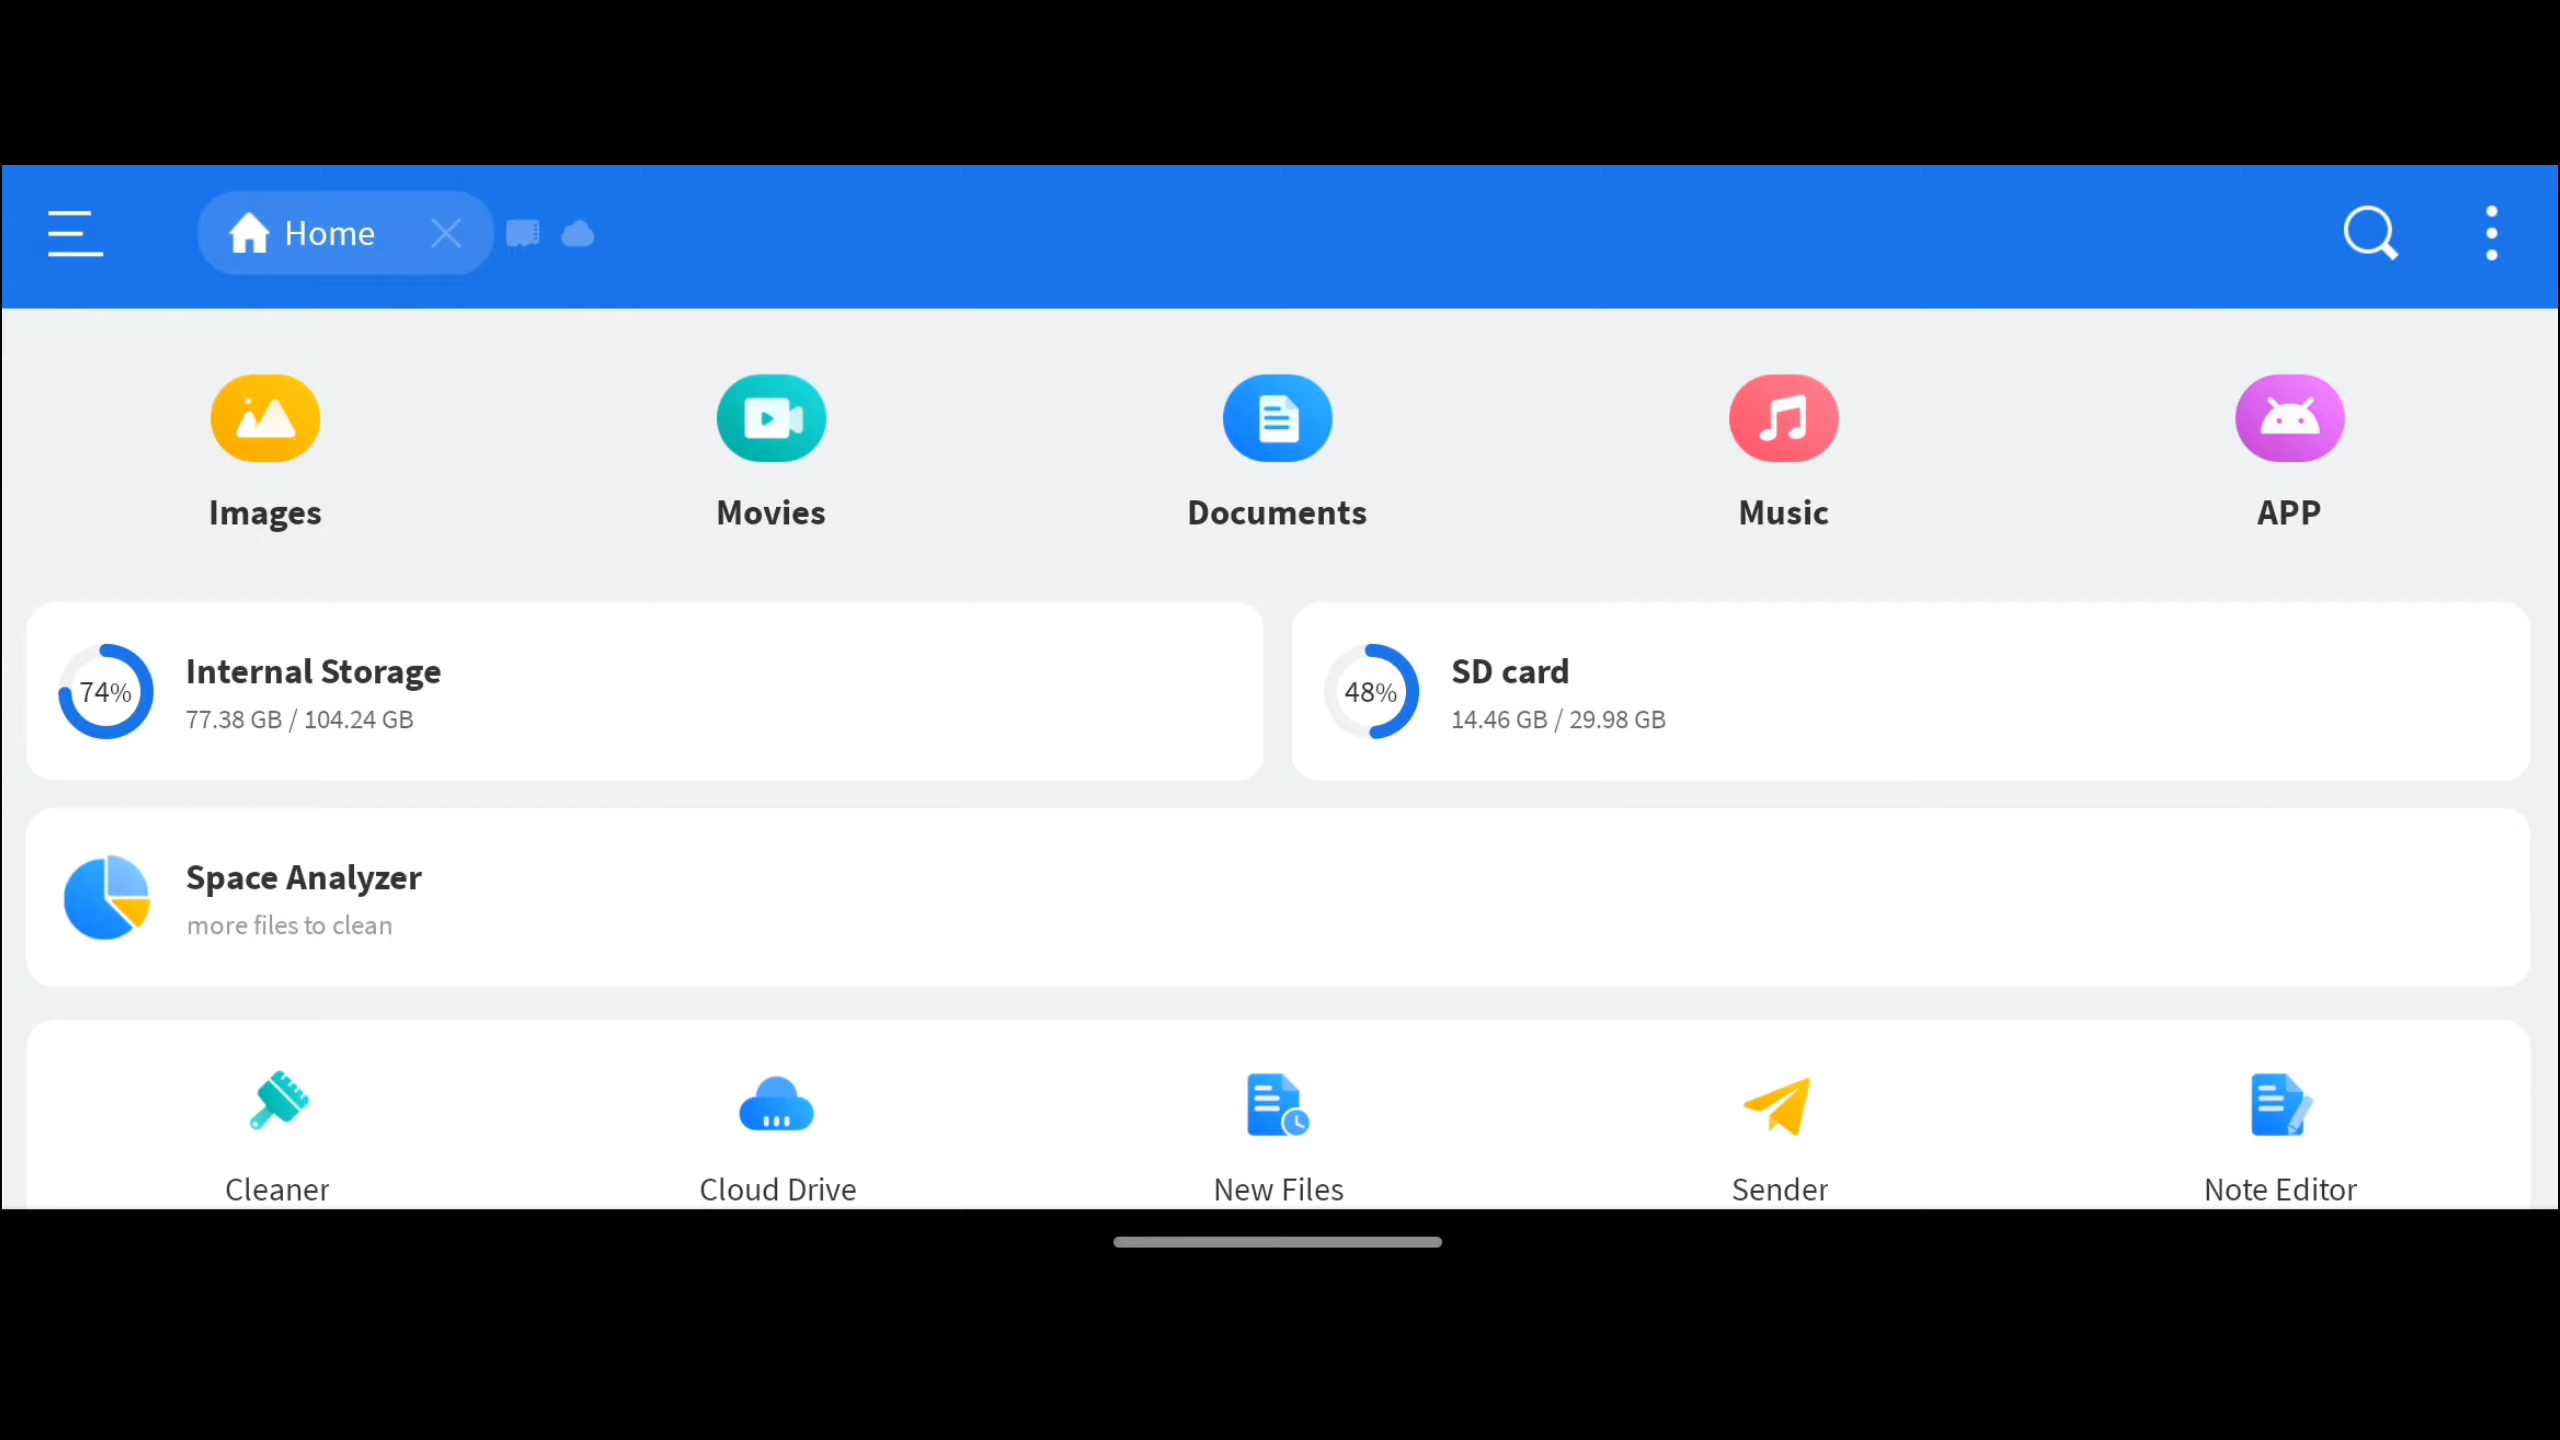 Home
Images
Movies
Documents
Music
APP
74%
Internal Storage
77.38 GB / 104.24 GB
48%
SD card
14.46 GB / 29.98 GB
Space Analyzer
more files to clean
Cleaner
Cloud Drive
New Files
Sender
Note Editor